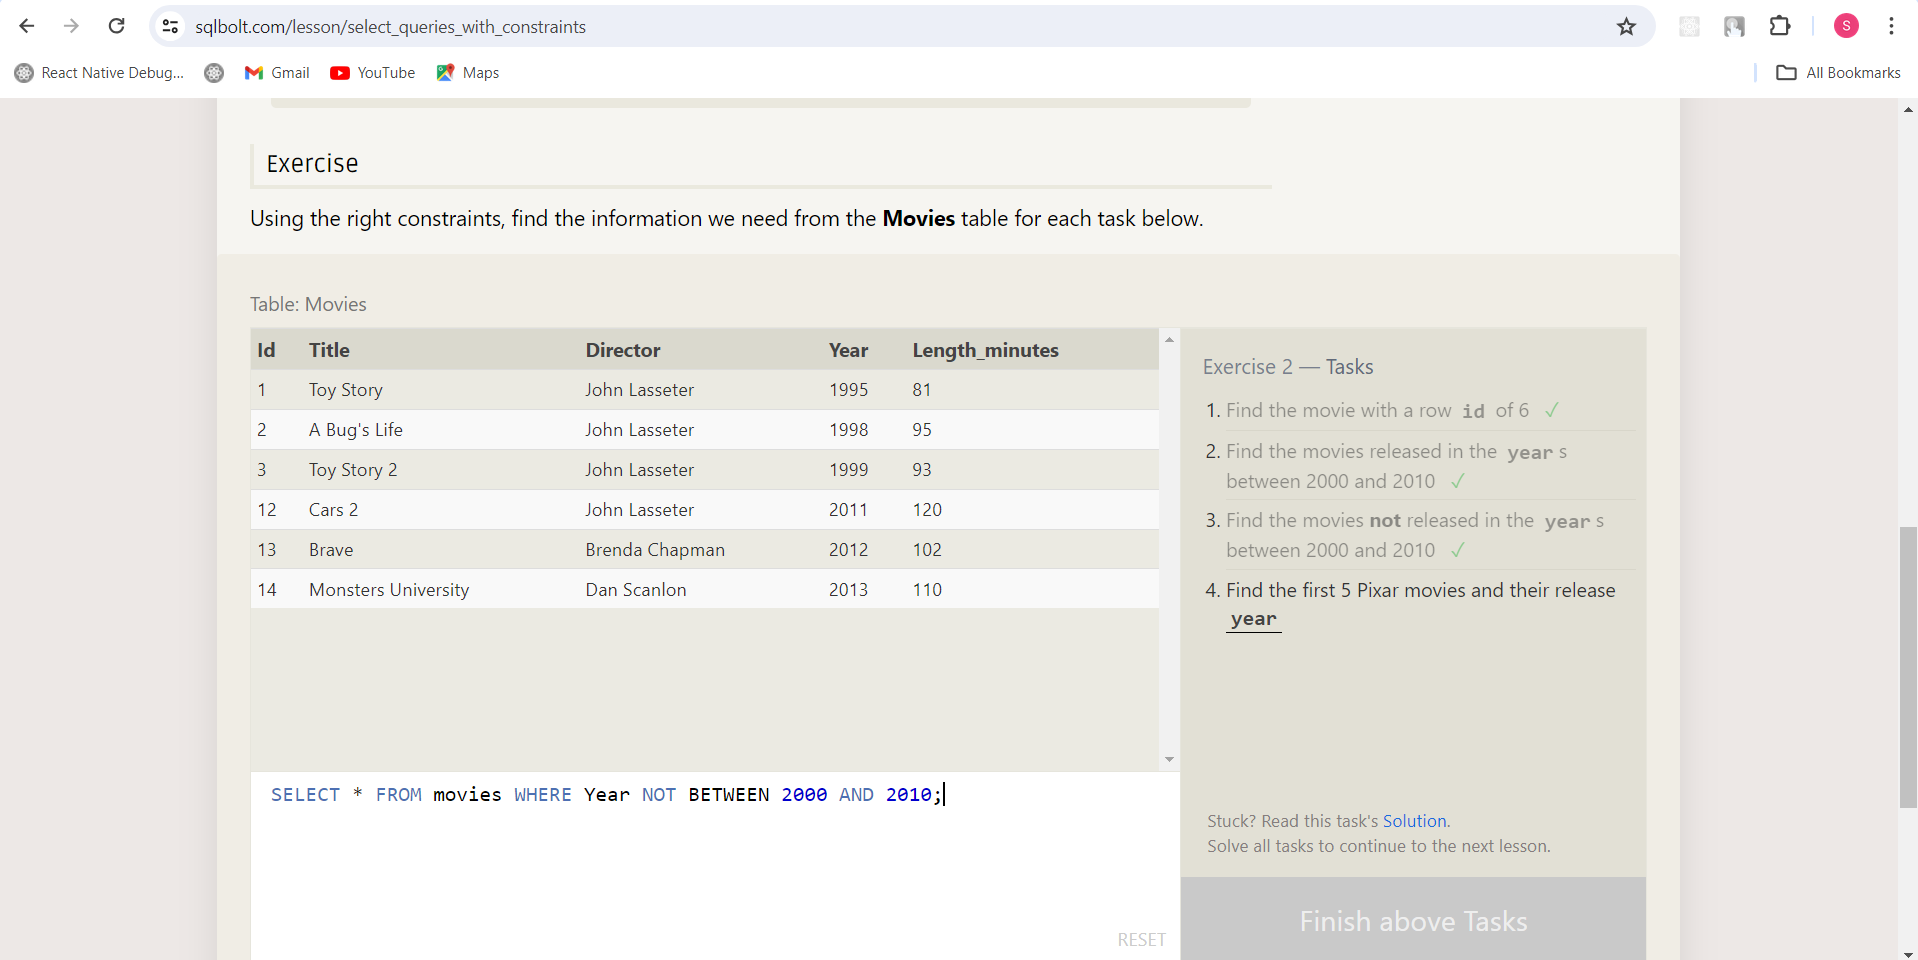 sqlbolt.com/lesson/select_queries_with_constraints
S
React Native Debug...
Gmail
YouTube
Maps
All Bookmarks
Exercise
Using the right constraints, find the information we need from the Movies table for each task below.
Table: Movies
Id Title Director Year Length_minutes
1 Toy Story John Lasseter 1995 81
2 A Bug's Life John Lasseter 1998 95
3 Toy Story 2 John Lasseter 1999 93
12 Cars 2 John Lasseter 2011 120
13 Brave Brenda Chapman 2012 102
14 Monsters University Dan Scanlon 2013 110
SELECT * FROM movies WHERE Year NOT BETWEEN 2000 AND 2010;
RESET
Exercise 2 — Tasks
1. Find the movie with a row id of 6 ✓
2. Find the movies released in the year s
between 2000 and 2010 ✓
3. Find the movies not released in the year s
between 2000 and 2010 ✓
4. Find the first 5 Pixar movies and their release
year
Stuck? Read this task's Solution.
Solve all tasks to continue to the next lesson.
Finish above Tasks